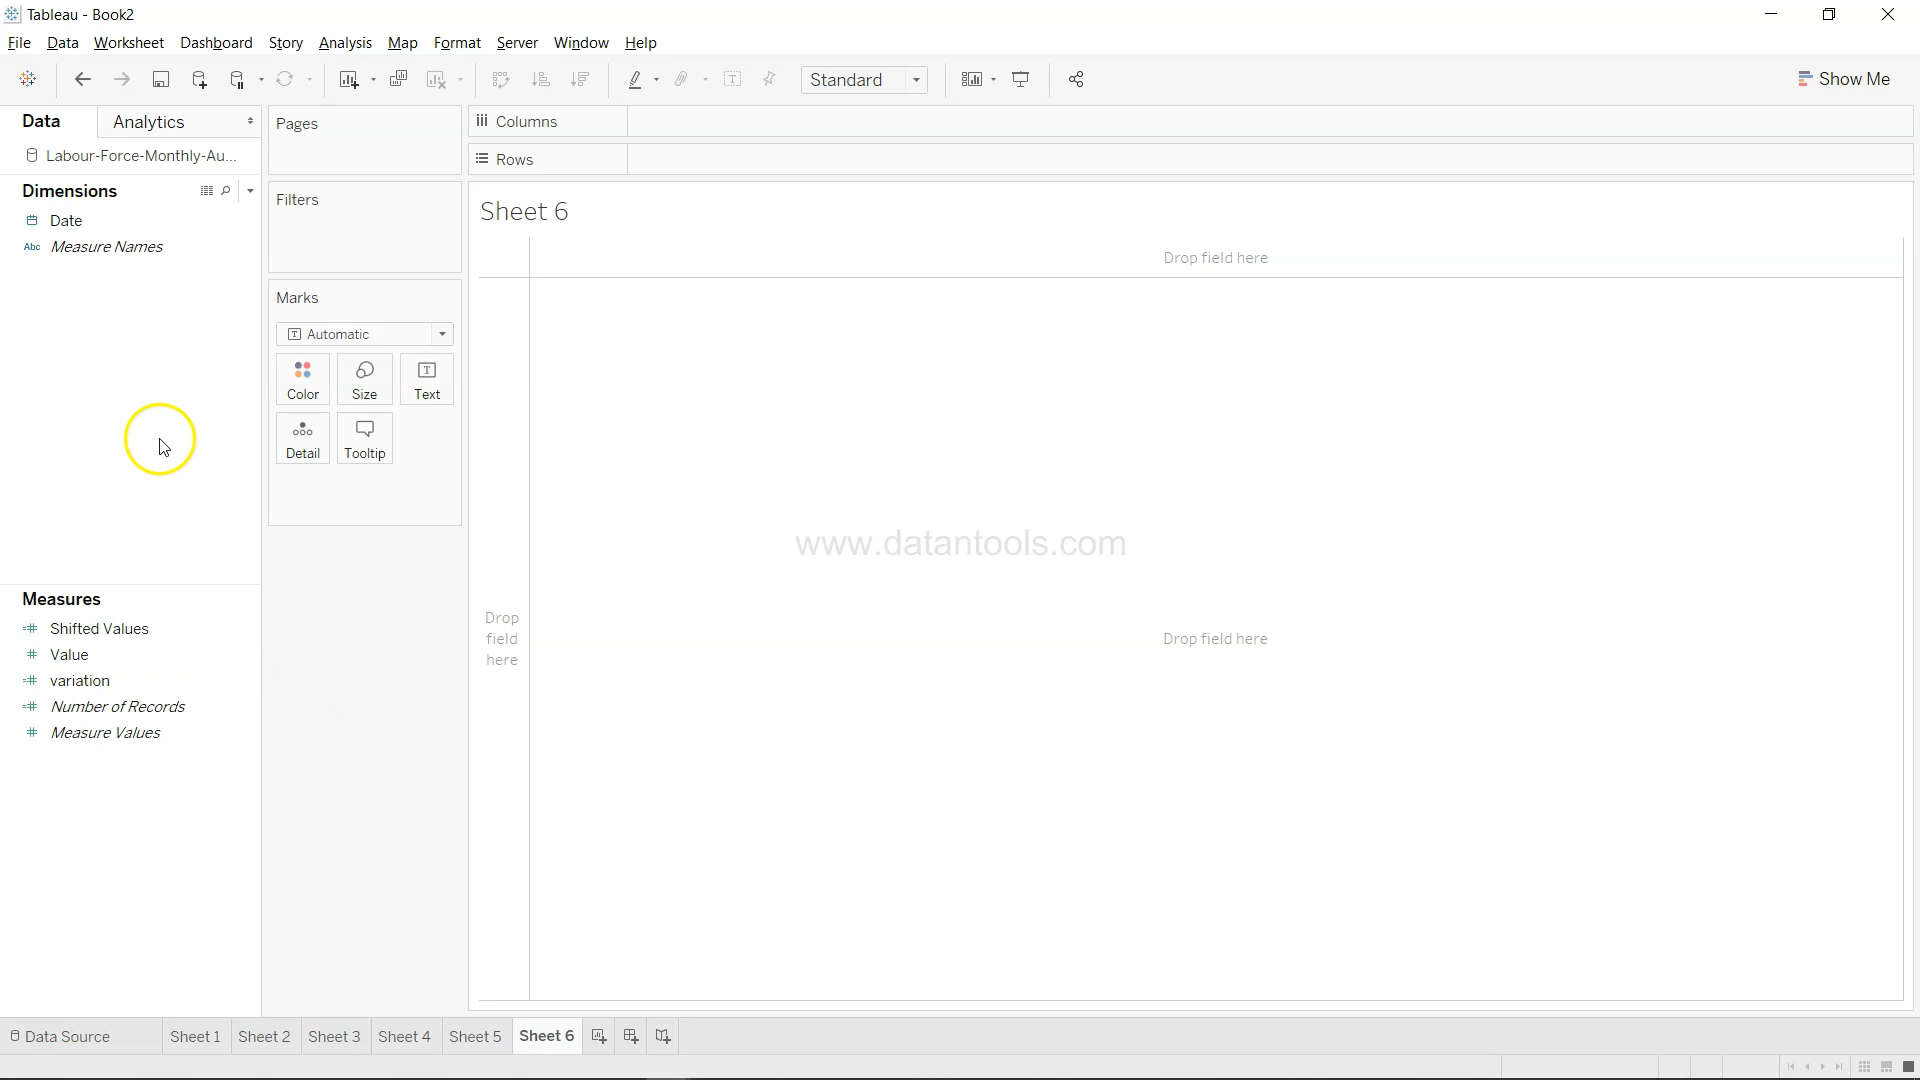 Tableau - Book2
File Data Worksheet Dashboard Story Analysis Map Format Server Window Help
Standard
Show Me
Data Analytics
Labour-Force-Monthly-Au...
Dimensions
Date
Abc Measure Names
Measures
Shifted Values
Value
variation
Number of Records
Measure Values
Pages
Filters
Marks
Automatic
Color Size Text
Detail Tooltip
Columns
Rows
Sheet 6
Drop field here
Drop
field
here
Drop field here
www.datantools.com
Data Source Sheet 1 Sheet 2 Sheet 3 Sheet 4 Sheet 5 Sheet 6